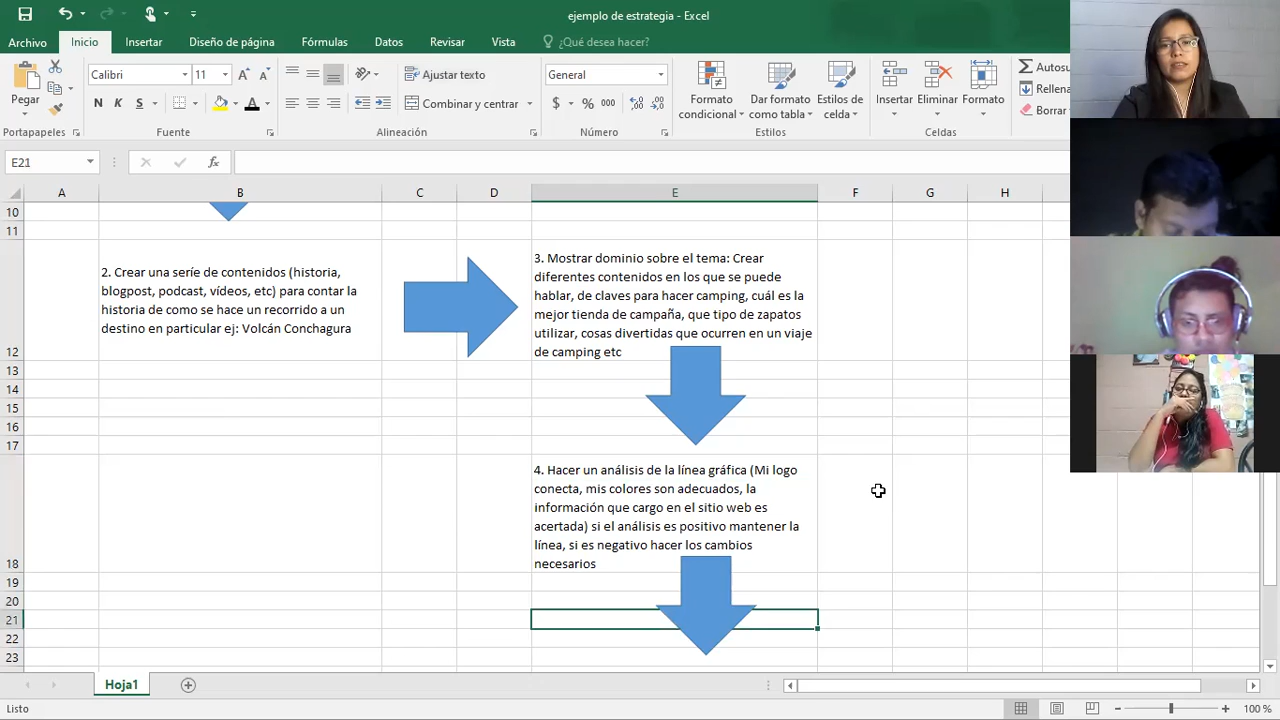 ejemplo de estrategia - Excel
Archivo Inicio Insertar Diseño de página Fórmulas Datos Revisar Vista ¿Qué desea hacer?
Pegar
Calibri 11
N K S
Ajustar texto
Combinar y centrar
General
$ % 000
Formato condicional
Dar formato como tabla
Estilos de celda
Insertar Eliminar Formato
Autosu
Rellena
Borrar
Portapapeles Fuente Alineación Número Estilos Celdas
E21
A B C D E F G H
10
11
2. Crear una seríe de contenidos (historia,
blogpost, podcast, vídeos, etc) para contar la
historia de como se hace un recorrido a un
destino en particular ej: Volcán Conchagura
3. Mostrar dominio sobre el tema: Crear
diferentes contenidos en los que se puede
hablar, de claves para hacer camping, cuál es la
mejor tienda de campaña, que tipo de zapatos
utilizar, cosas divertidas que ocurren en un viaje
de camping etc
12
13
14
15
16
17
4. Hacer un análisis de la línea gráfica (Mi logo
conecta, mis colores son adecuados, la
información que cargo en el sitio web es
acertada) si el análisis es positivo mantener la
línea, si es negativo hacer los cambios
necesarios
18
19
20
21
22
23
Hoja1
Listo
100 %